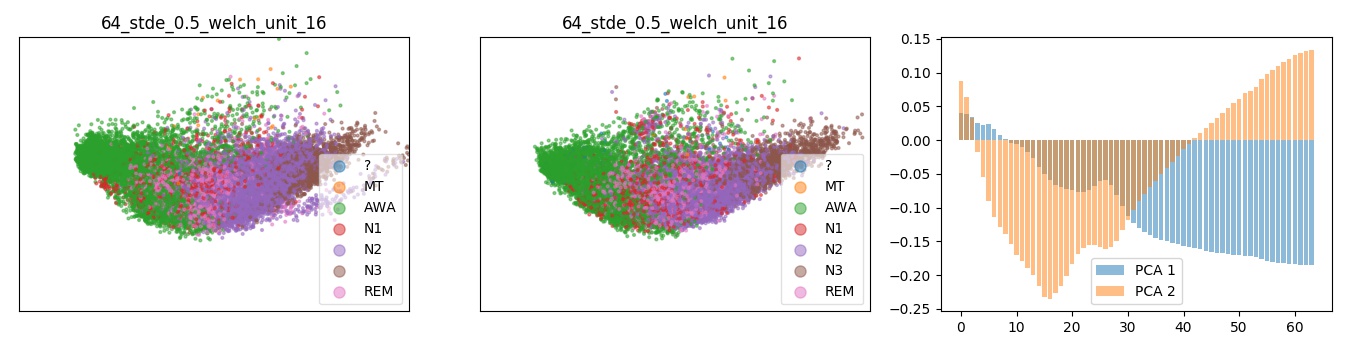 64_stde_0.5_welch_unit_16
?
MT
AWA
N1
N2
N3
REM
64_stde_0.5_welch_unit_16
?
MT
AWA
N1
N2
N3
REM
0.15
0.10
0.05
0.00
−0.05
−0.10
−0.15
−0.20
−0.25
PCA 1
PCA 2
0 10 20 30 40 50 60